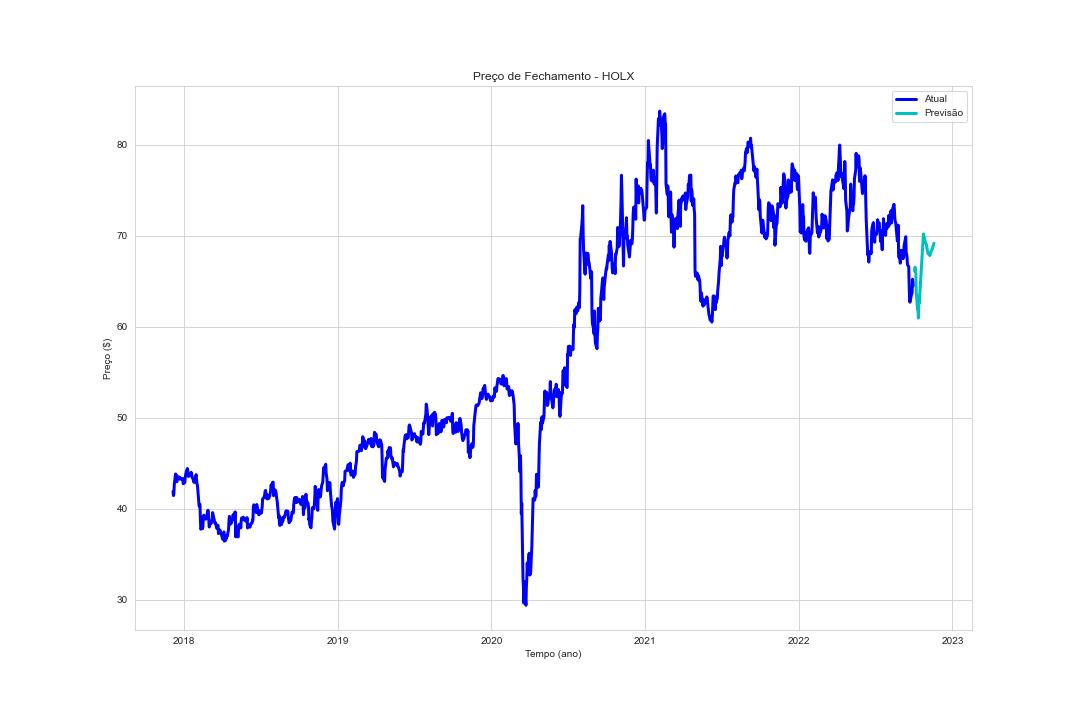 Preço de Fechamento - HOLX
Atual
Previsão
80
70
60
50
40
30
Preço ($)
2018 2019 2020 2021 2022 2023
Tempo (ano)